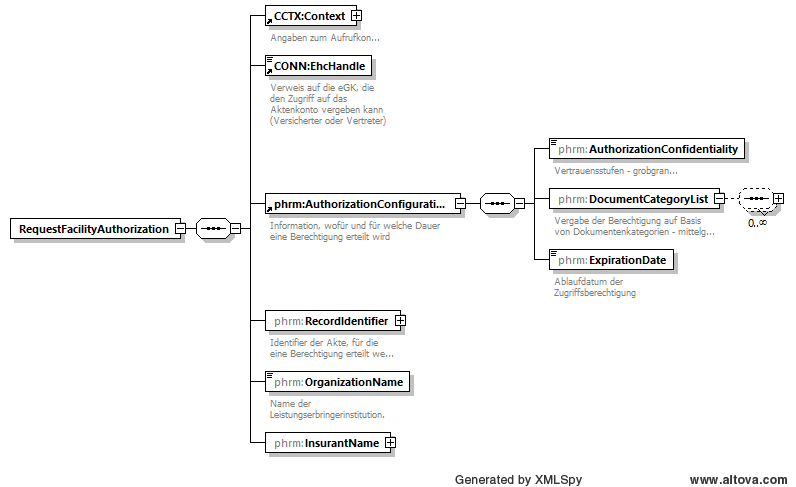 CCTX:Context
Angaben zum Aufrufkon...
CONN:EhcHandle
Verweis auf die eGK, die
den Zugriff auf das
Aktenkonto vergeben kann
(Versicherter oder Vertreter)
phrm:AuthorizationConfigurati...
Information, wofür und für welche Dauer
eine Berechtigung erteilt wird
phrm:AuthorizationConfidentiality
Vertrauensstufen - grobgran...
phrm:DocumentCategoryList
0..∞
Vergabe der Berechtigung auf Basis
von Dokumentenkategorien - mittelg...
phrm:ExpirationDate
Ablaufdatum der
Zugriffsberechtigung
RequestFacilityAuthorization
phrm:RecordIdentifier
Identifier der Akte, für die
eine Berechtigung erteilt we...
phrm:OrganizationName
Name der
Leistungserbringerinstitution.
phrm:InsurantName
Generated by XMLSpy
www.altova.com